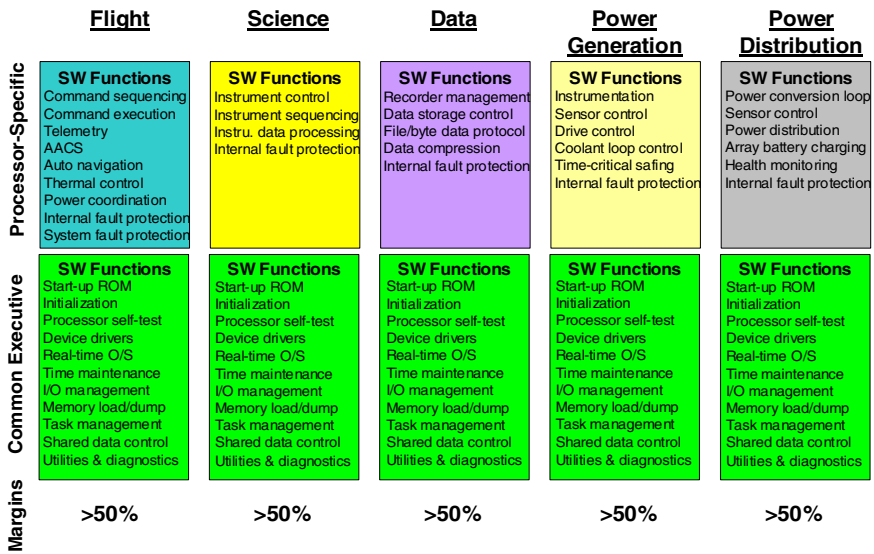 Flight
Science
Data
Power
Generation
Power
Distribution
Processor-Specific
SW Functions
Command sequencing
Command execution
Telemetry
AACS
Auto navigation
Thermal control
Power coordination
Internal fault protection
System fault protection
SW Functions
Instrument control
Instrument sequencing
Instru. data processing
Internal fault protection
SW Functions
Recorder management
Data storage control
File/byte data protocol
Data compression
Internal fault protection
SW Functions
Instrumentation
Sensor control
Drive control
Coolant loop control
Time-critical safing
Internal fault protection
SW Functions
Power conversion loop
Sensor control
Power distribution
Array battery charging
Health monitoring
Internal fault protection
Common Executive
SW Functions
Start-up ROM
Initialization
Processor self-test
Device drivers
Real-time O/S
Time maintenance
I/O management
Memory load/dump
Task management
Shared data control
Utilities & diagnostics
SW Functions
Start-up ROM
Initialization
Processor self-test
Device drivers
Real-time O/S
Time maintenance
I/O management
Memory load/dump
Task management
Shared data control
Utilities & diagnostics
SW Functions
Start-up ROM
Initialization
Processor self-test
Device drivers
Real-time O/S
Time maintenance
I/O management
Memory load/dump
Task management
Shared data control
Utilities & diagnostics
SW Functions
Start-up ROM
Initialization
Processor self-test
Device drivers
Real-time O/S
Time maintenance
I/O management
Memory load/dump
Task management
Shared data control
Utilities & diagnostics
SW Functions
Start-up ROM
Initialization
Processor self-test
Device drivers
Real-time O/S
Time maintenance
I/O management
Memory load/dump
Task management
Shared data control
Utilities & diagnostics
Margins
>50%
>50%
>50%
>50%
>50%